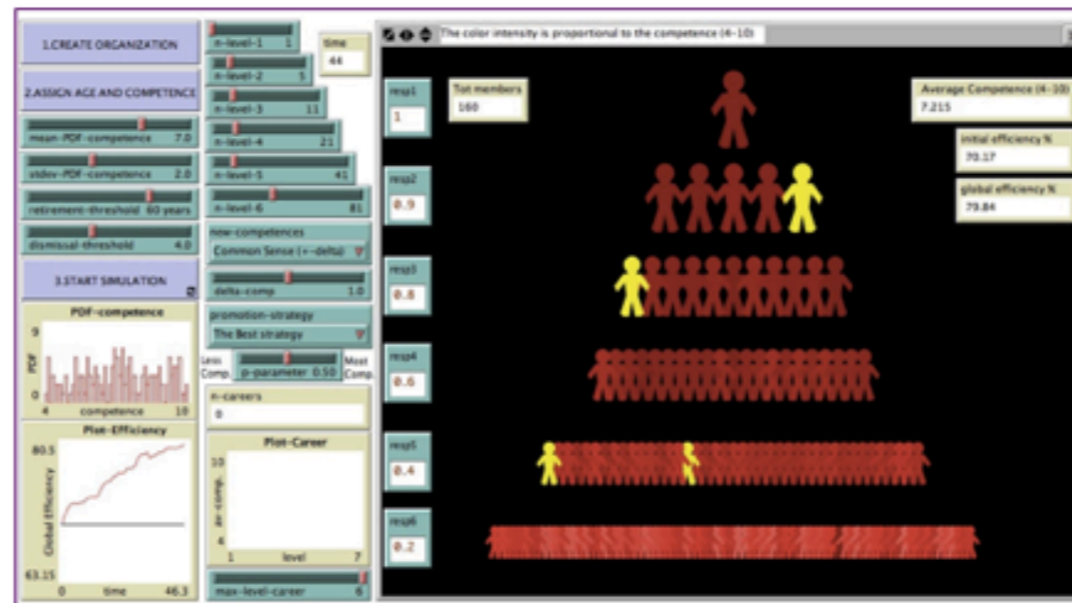 1.CREATE ORGANIZATION
2.ASSIGN AGE AND COMPETENCE
mean-PDF-competence 7.0
stdev-PDF-competence 2.0
retirement-threshold 60 years
dismissal-threshold 4.0
3.START SIMULATION
PDF-competence
9
PDF
0
4 competence 10
Plot-Efficiency
80.5
Global Efficiency
63.15
0 time 46.3
n-level-1 1
n-level-2 5
n-level-3 11
n-level-4 21
n-level-5 41
n-level-6 81
time
44
new-competences
Common Sense (+-delta)
delta-comp 1.0
promotion-strategy
The Best strategy
Less Comp.
p-parameter 0.50
Most Comp.
n-careers
0
Plot-Career
10
av-comp.
4
1 level 7
max-level-career 6
The color intensity is proportional to the competence (4-10)
resp1
1
resp2
0.9
resp3
0.8
resp4
0.6
resp5
0.4
resp6
0.2
Tot members
160
Average Competence (4-10)
7.215
initial efficiency %
70.17
global efficiency %
79.84